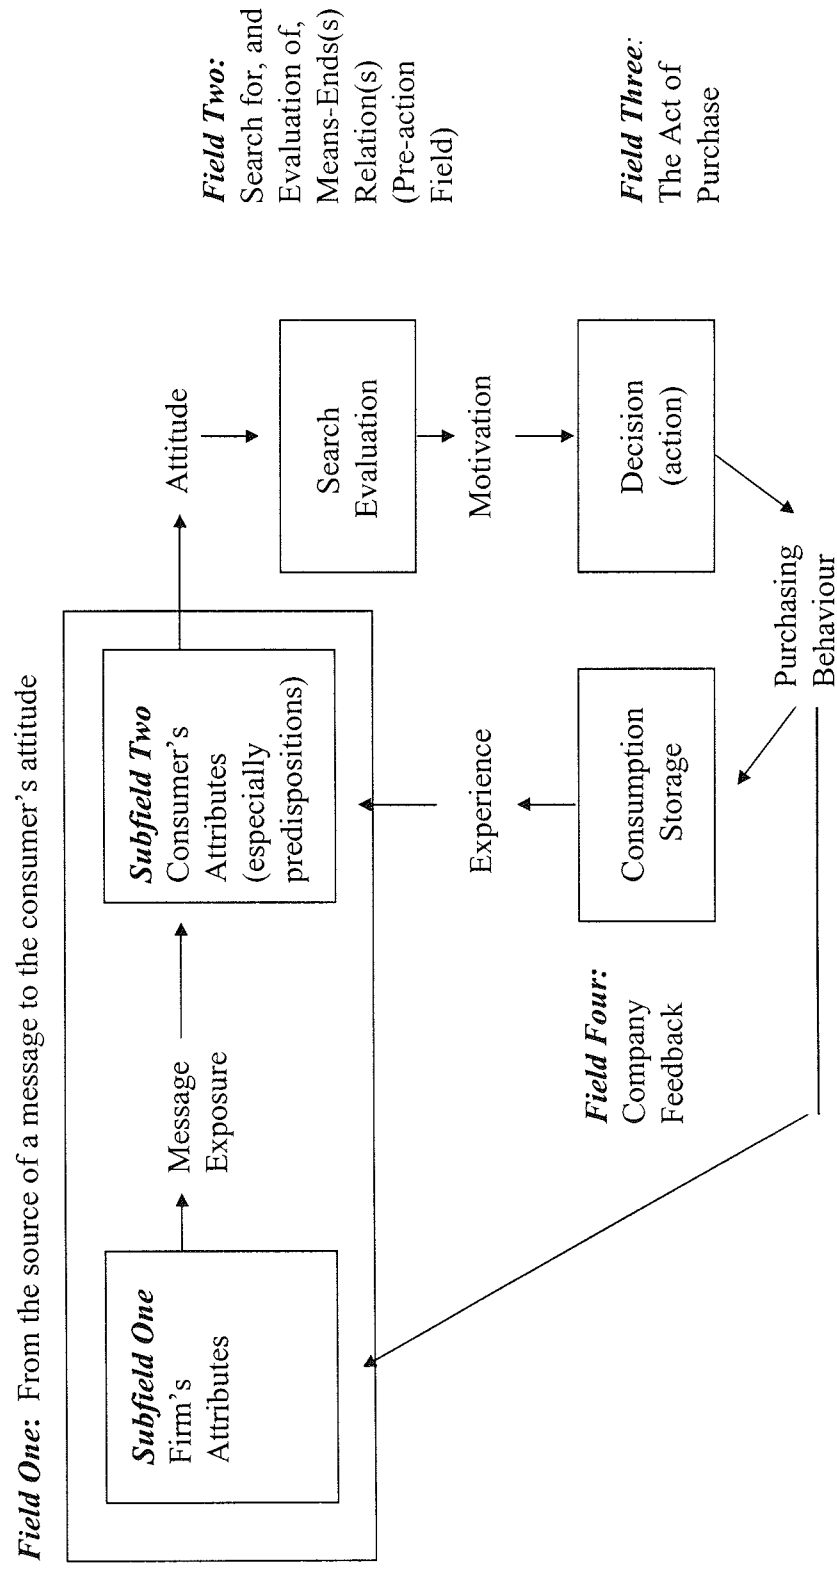 Field One: From the source of a message to the consumer's attitude
Subfield One
Firm's
Attributes
Message
Exposure
Subfield Two
Consumer's
Attributes
(especially
predispositions)
Attitude
Field Two:
Search for, and
Evaluation of,
Means-Ends(s)
Relation(s)
(Pre-action
Field)
Search
Evaluation
Motivation
Experience
Field Three:
The Act of
Purchase
Decision
(action)
Consumption
Storage
Field Four:
Company
Feedback
Purchasing
Behaviour